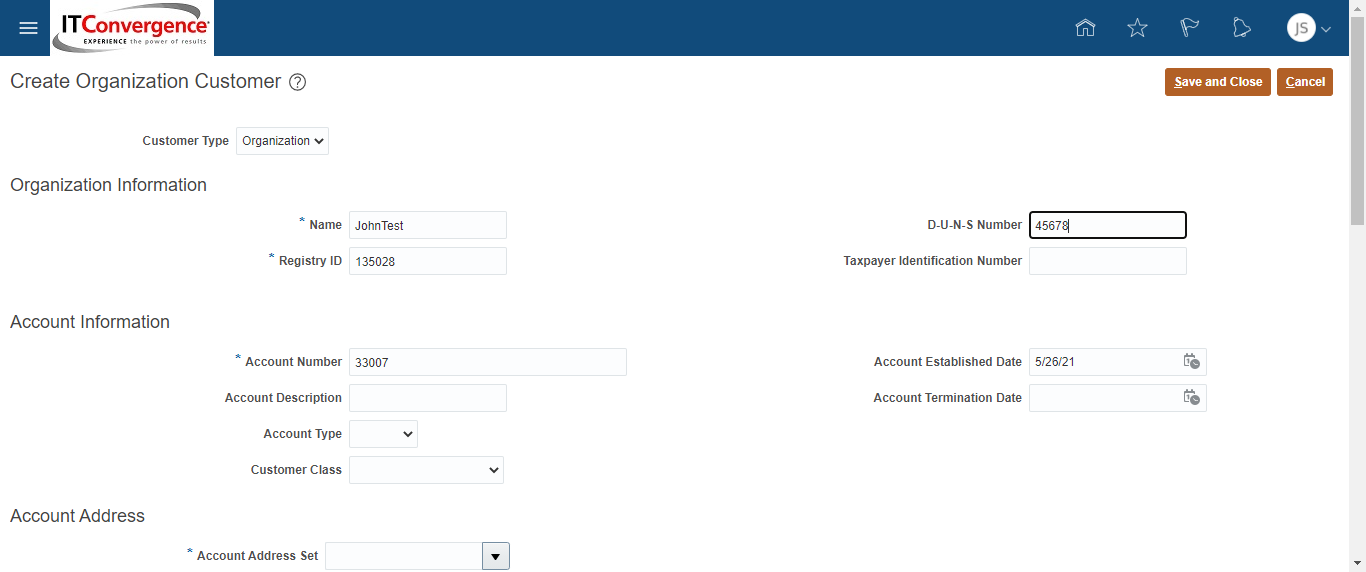 ITConvergence
EXPERIENCE the power of results
JS
Create Organization Customer ?
Save and Close
Cancel
Customer Type Organization
Organization Information
* Name JohnTest
D-U-N-S Number 45678
* Registry ID 135028
Taxpayer Identification Number
Account Information
* Account Number 33007
Account Established Date 5/26/21
Account Description
Account Termination Date
Account Type
Customer Class
Account Address
* Account Address Set